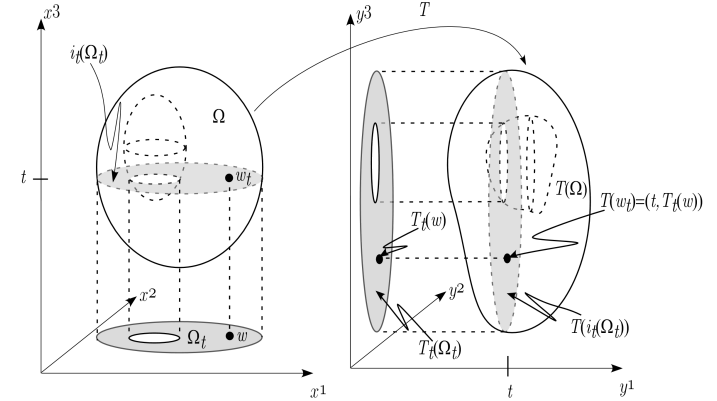 x3
i_t(Ω_t)
Ω
t
w_t
x²
Ω_t
w
x¹
T
y3
T(Ω)
T(w_t)=(t, T_t(w))
T_t(w)
y²
T_t(Ω_t)
T(i_t(Ω_t))
t
y¹